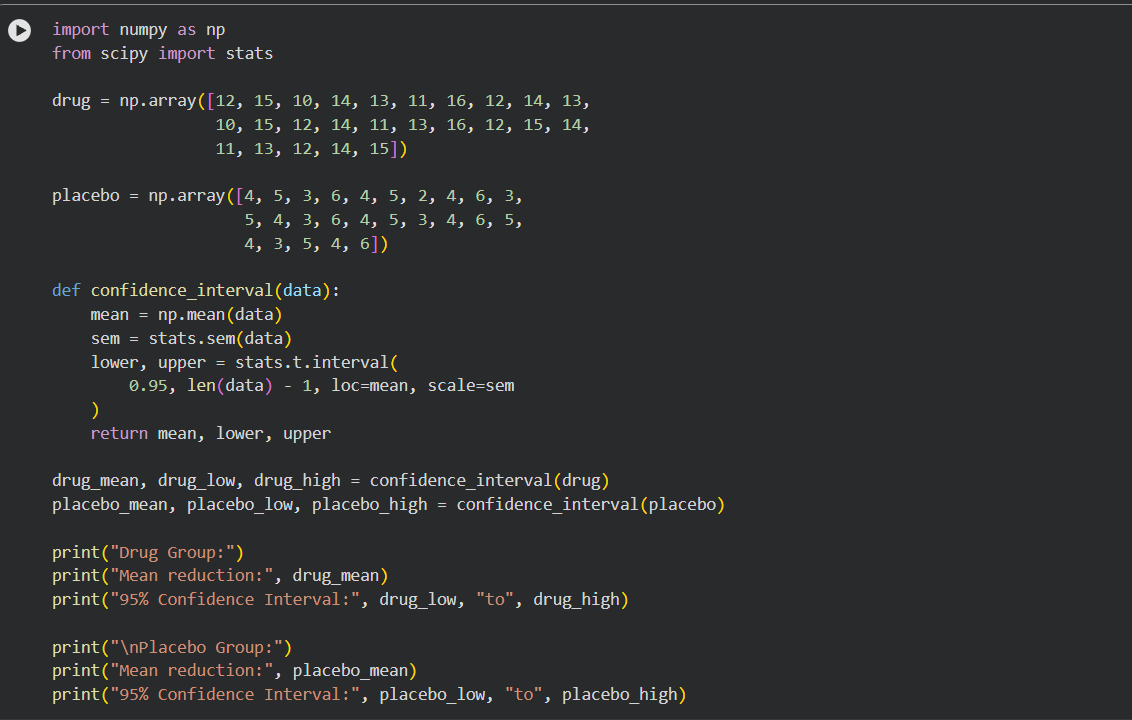 import numpy as np
from scipy import stats

drug = np.array([12, 15, 10, 14, 13, 11, 16, 12, 14, 13,
                 10, 15, 12, 14, 11, 13, 16, 12, 15, 14,
                 11, 13, 12, 14, 15])

placebo = np.array([4, 5, 3, 6, 4, 5, 2, 4, 6, 3,
                    5, 4, 3, 6, 4, 5, 3, 4, 6, 5,
                    4, 3, 5, 4, 6])

def confidence_interval(data):
    mean = np.mean(data)
    sem = stats.sem(data)
    lower, upper = stats.t.interval(
        0.95, len(data) - 1, loc=mean, scale=sem
    )
    return mean, lower, upper

drug_mean, drug_low, drug_high = confidence_interval(drug)
placebo_mean, placebo_low, placebo_high = confidence_interval(placebo)

print("Drug Group:")
print("Mean reduction:", drug_mean)
print("95% Confidence Interval:", drug_low, "to", drug_high)

print("\nPlacebo Group:")
print("Mean reduction:", placebo_mean)
print("95% Confidence Interval:", placebo_low, "to", placebo_high)